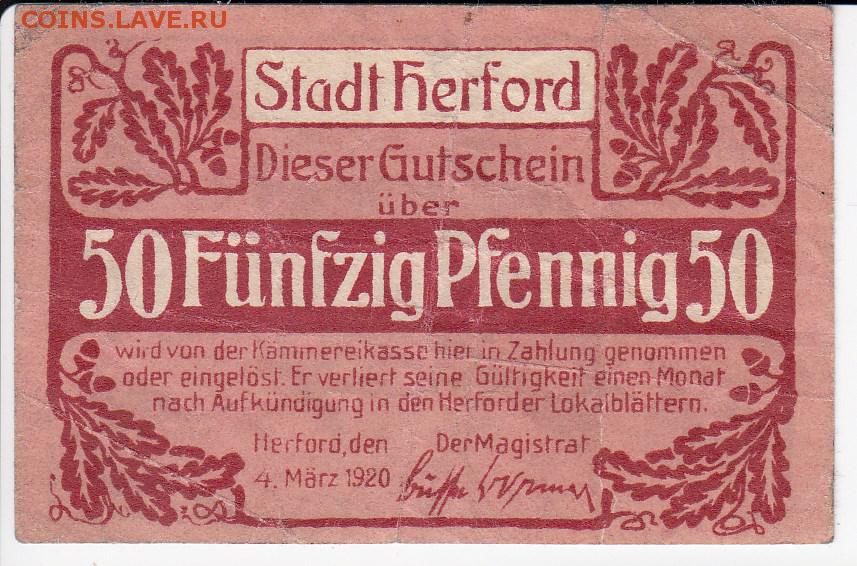 COINS.LAVE.RU
Stadt Herford
Dieser Gutschein
über
50 Fünfzig Pfennig 50
wird von der Kämmereikasse hier in Zahlung genommen
oder eingelöst. Er verliert seine Gültigkeit einen Monat
nach Aufkündigung in den Herforder Lokalblättern.
Herford, den Der Magistrat
4. März 1920